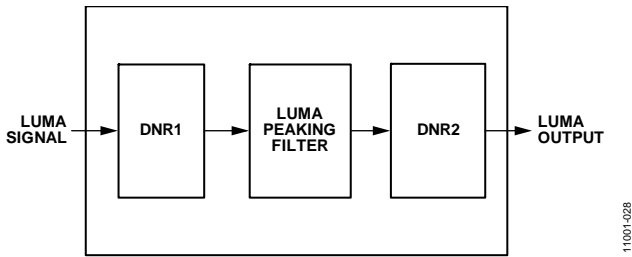 LUMA
SIGNAL
DNR1
LUMA
PEAKING
FILTER
DNR2
LUMA
OUTPUT
11001-028